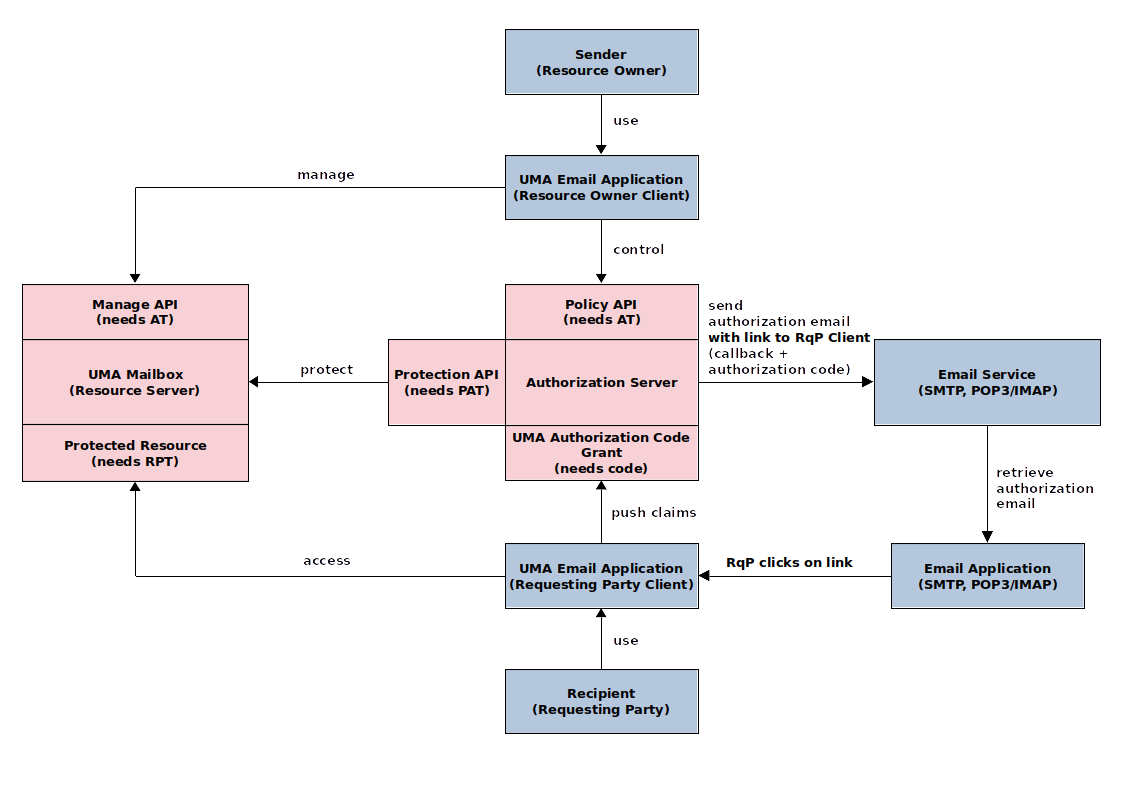 Sender
(Resource Owner)
use
UMA Email Application
(Resource Owner Client)
manage
control
Manage API
(needs AT)
UMA Mailbox
(Resource Server)
Protected Resource
(needs RPT)
protect
Protection API
(needs PAT)
Policy API
(needs AT)
Authorization Server
UMA Authorization Code
Grant
(needs code)
send
authorization email
with link to RqP Client
(callback +
authorization code)
Email Service
(SMTP, POP3/IMAP)
retrieve
authorization
email
push claims
access
UMA Email Application
(Requesting Party Client)
RqP clicks on link
Email Application
(SMTP, POP3/IMAP)
use
Recipient
(Requesting Party)